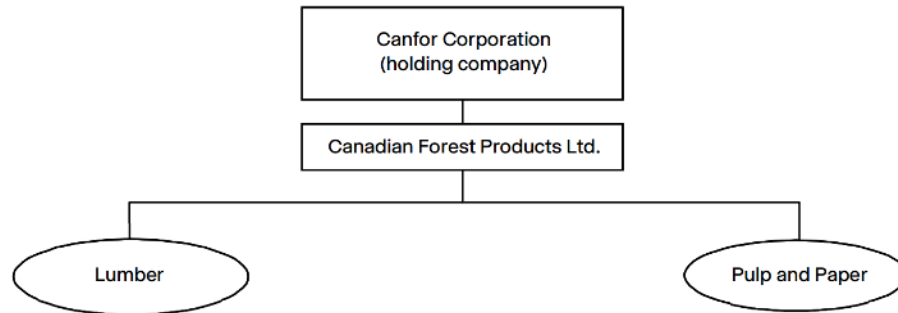 Canfor Corporation
(holding company)
Canadian Forest Products Ltd.
Lumber
Pulp and Paper